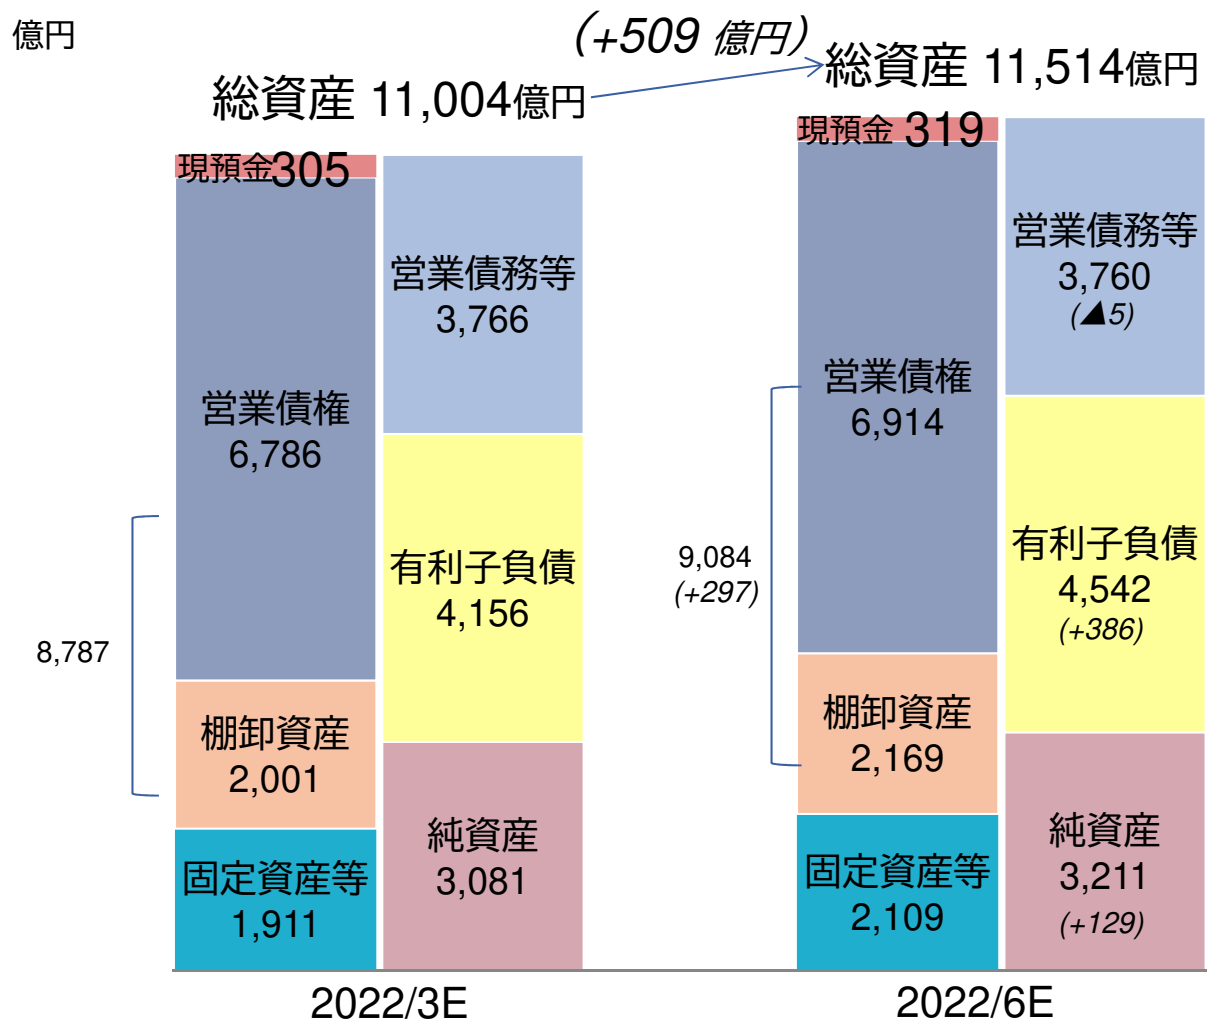 億円
（+509 億円）
総資産 11,004億円
総資産 11,514億円
現預金305
営業債権
6,786
8,787
棚卸資産
2,001
固定資産等
1,911
営業債務等
3,766
有利子負債
4,156
純資産
3,081
2022/3E
現預金 319
営業債権
6,914
9,084
(+297)
棚卸資産
2,169
固定資産等
2,109
営業債務等
3,760
(▲5)
有利子負債
4,542
(+386)
純資産
3,211
(+129)
2022/6E